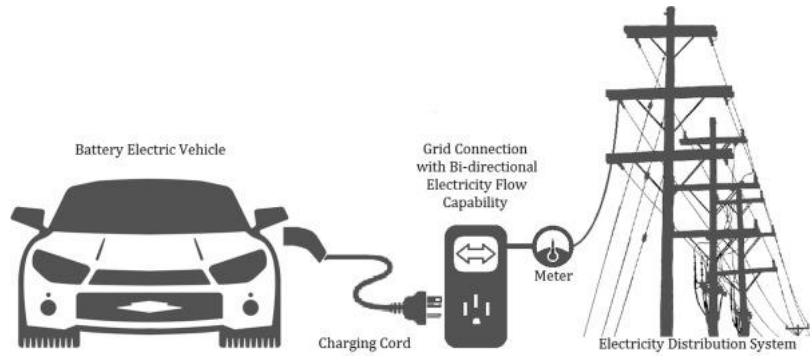 Battery Electric Vehicle
Grid Connection
with Bi-directional
Electricity Flow
Capability
Meter
Charging Cord
Electricity Distribution System